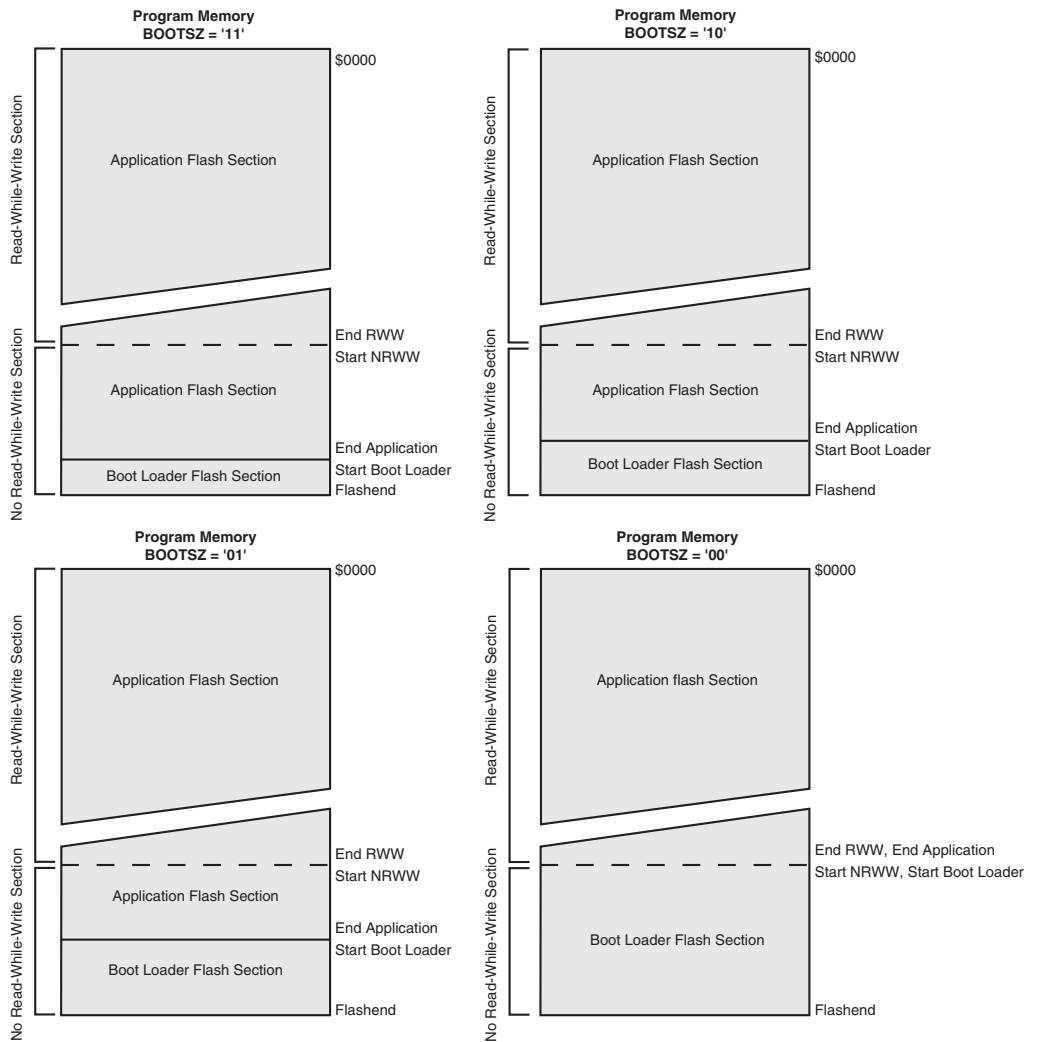 Program Memory
BOOTSZ = '11'
$0000
Read-While-Write Section
Application Flash Section
End RWW
Start NRWW
No Read-While-Write Section
Application Flash Section
End Application
Start Boot Loader
Boot Loader Flash Section
Flashend
Program Memory
BOOTSZ = '10'
$0000
Read-While-Write Section
Application Flash Section
End RWW
Start NRWW
No Read-While-Write Section
Application Flash Section
End Application
Start Boot Loader
Boot Loader Flash Section
Flashend
Program Memory
BOOTSZ = '01'
$0000
Read-While-Write Section
Application Flash Section
End RWW
Start NRWW
No Read-While-Write Section
Application Flash Section
End Application
Start Boot Loader
Boot Loader Flash Section
Flashend
Program Memory
BOOTSZ = '00'
$0000
Read-While-Write Section
Application flash Section
End RWW, End Application
Start NRWW, Start Boot Loader
No Read-While-Write Section
Boot Loader Flash Section
Flashend